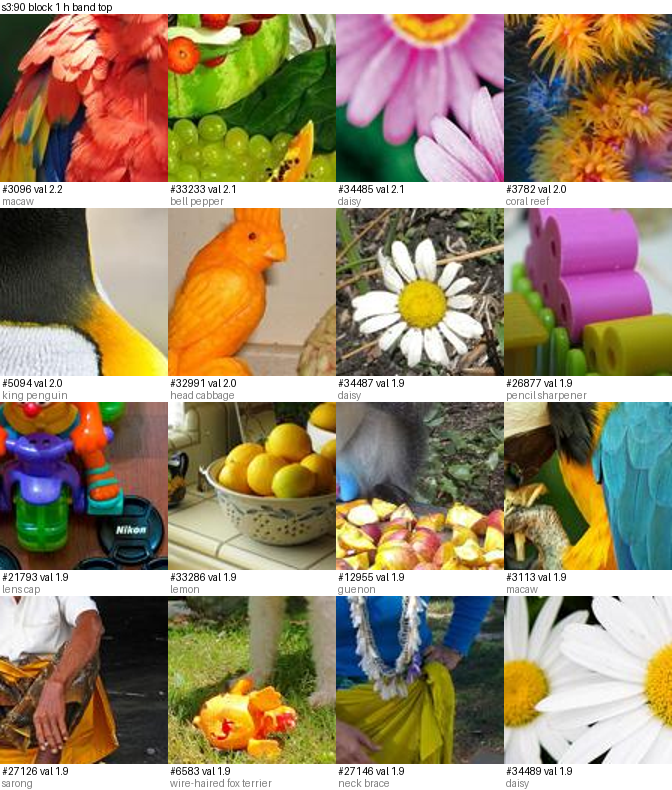 s3:90 block 1 h band top
#3096 val 2.2
macaw
#33233 val 2.1
bell pepper
#34485 val 2.1
daisy
#3782 val 2.0
coral reef
#5094 val 2.0
king penguin
#32991 val 2.0
head cabbage
#34487 val 1.9
daisy
#26877 val 1.9
pencil sharpener
Nikon
#21793 val 1.9
lens cap
#33286 val 1.9
lemon
#12955 val 1.9
guenon
#3113 val 1.9
macaw
#27126 val 1.9
sarong
#6583 val 1.9
wire-haired fox terrier
#27146 val 1.9
neck brace
#34489 val 1.9
daisy